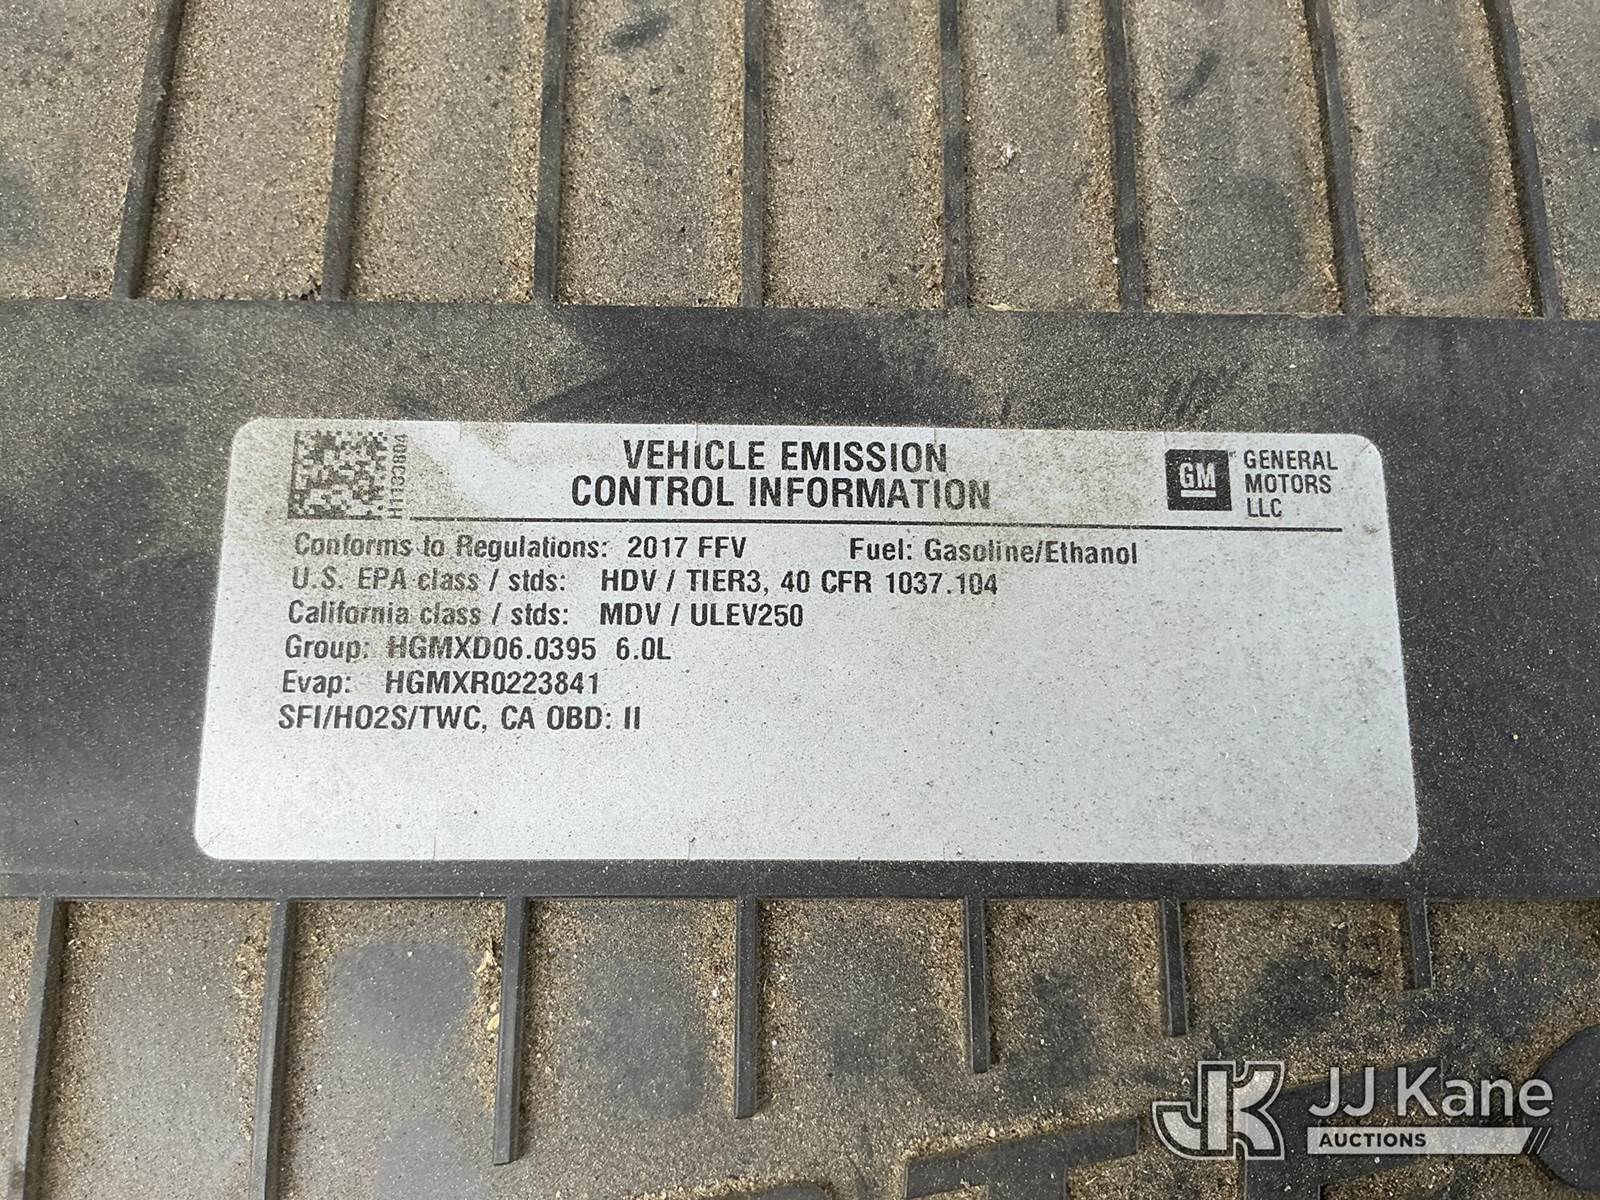 H1133804
VEHICLE EMISSION
CONTROL INFORMATION
GM
GENERAL
MOTORS
LLC
Conforms to Regulations: 2017 FFV Fuel: Gasoline/Ethanol
U.S. EPA class / stds: HDV / TIER3, 40 CFR 1037.104
California class / stds: MDV / ULEV250
Group: HGMXD06.0395 6.0L
Evap: HGMXR0223841
SFI/HO2S/TWC, CA OBD: II
JK JJ Kane
AUCTIONS